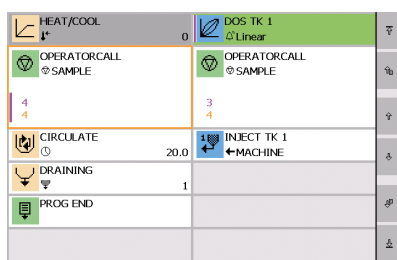 HEAT/COOL
0
DOS TK 1
Linear
OPERATORCALL
SAMPLE
4
4
OPERATORCALL
SAMPLE
3
4
CIRCULATE
20.0
INJECT TK 1
MACHINE
DRAINING
1
PROG END